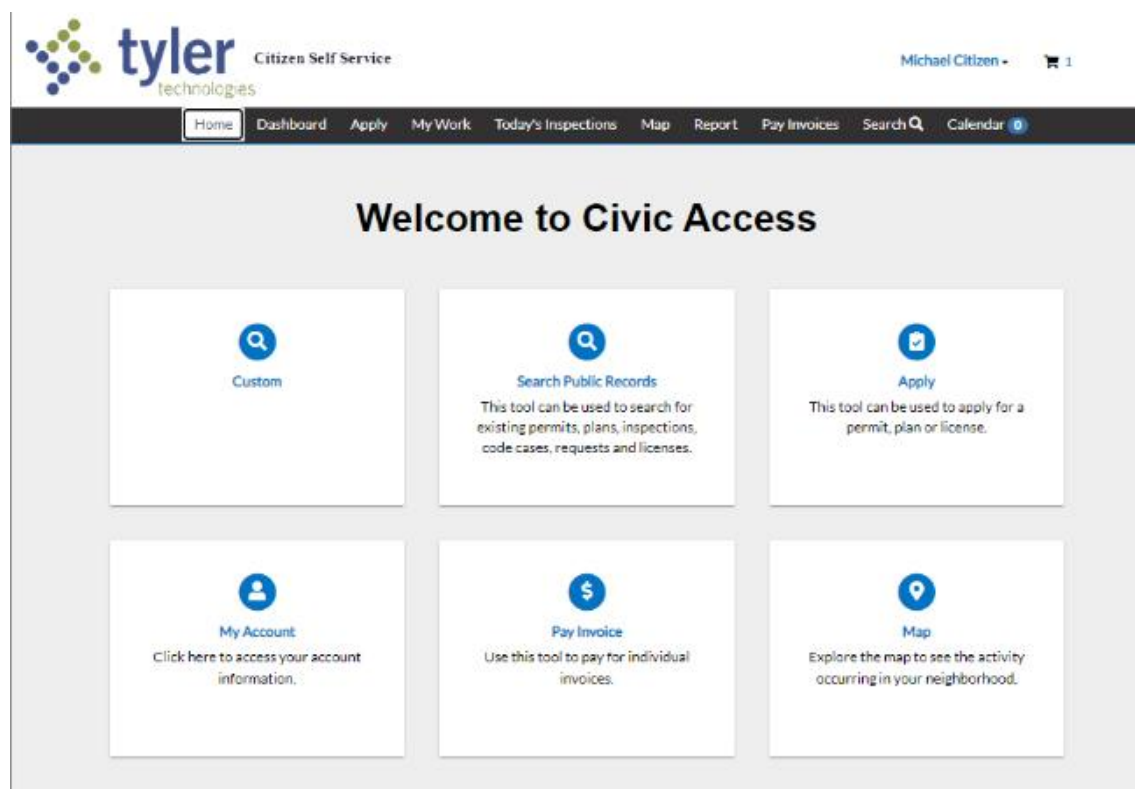 tyler
technologies
Citizen Self Service
Michael Citizen
1
Home Dashboard Apply My Work Today's Inspections Map Report Pay Invoices Search Calendar 0
Welcome to Civic Access
Custom
Search Public Records
This tool can be used to search for
existing permits, plans, inspections,
code cases, requests and licenses.
Apply
This tool can be used to apply for a
permit, plan or license.
My Account
Click here to access your account
information.
Pay Invoice
Use this tool to pay for individual
invoices.
Map
Explore the map to see the activity
occurring in your neighborhood.